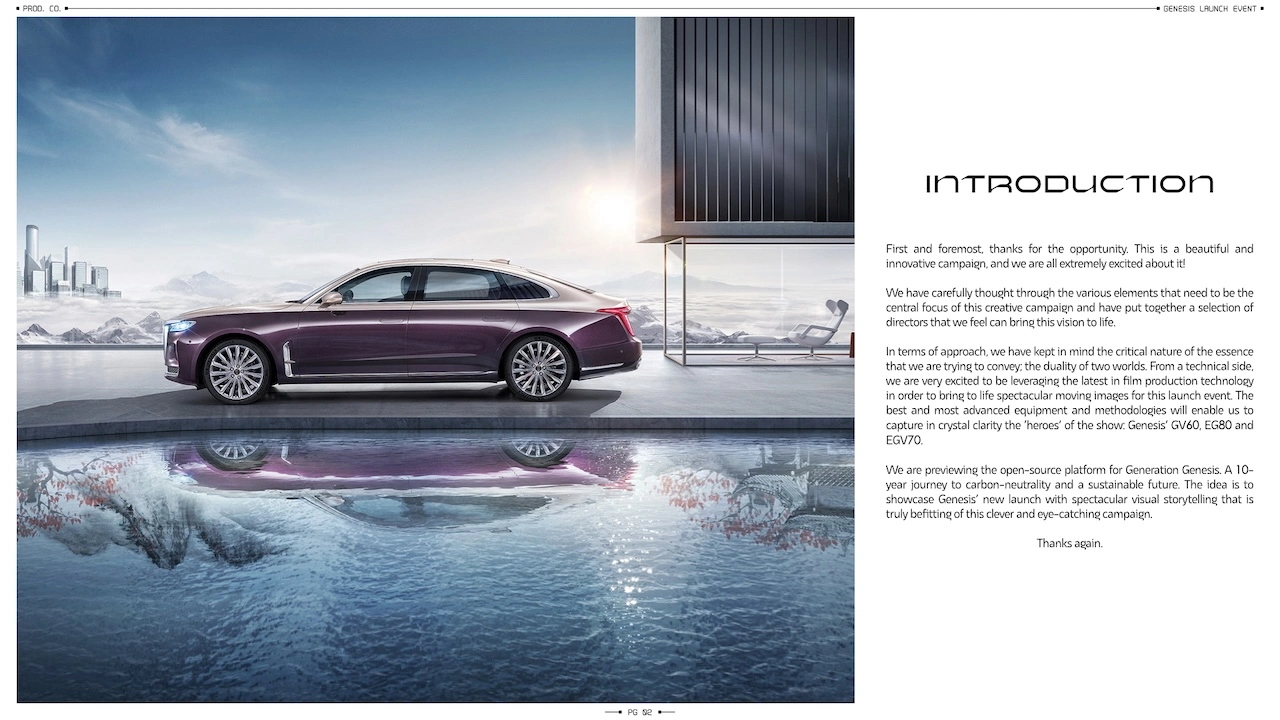 PROD. CO.
GENESIS LAUNCH EVENT
INTRODUCTION
First and foremost, thanks for the opportunity. This is a beautiful and
innovative campaign, and we are all extremely excited about it!
We have carefully thought through the various elements that need to be the
central focus of this creative campaign and have put together a selection of
directors that we feel can bring this vision to life.
In terms of approach, we have kept in mind the critical nature of the essence
that we are trying to convey; the duality of two worlds. From a technical side,
we are very excited to be leveraging the latest in film production technology
in order to bring to life spectacular moving images for this launch event. The
best and most advanced equipment and methodologies will enable us to
capture in crystal clarity the 'heroes' of the show: Genesis' GV60, EG80 and
EGV70.
We are previewing the open-source platform for Generation Genesis. A 10-
year journey to carbon-neutrality and a sustainable future. The idea is to
showcase Genesis' new launch with spectacular visual storytelling that is
truly befitting of this clever and eye-catching campaign.
Thanks again.
PG 02